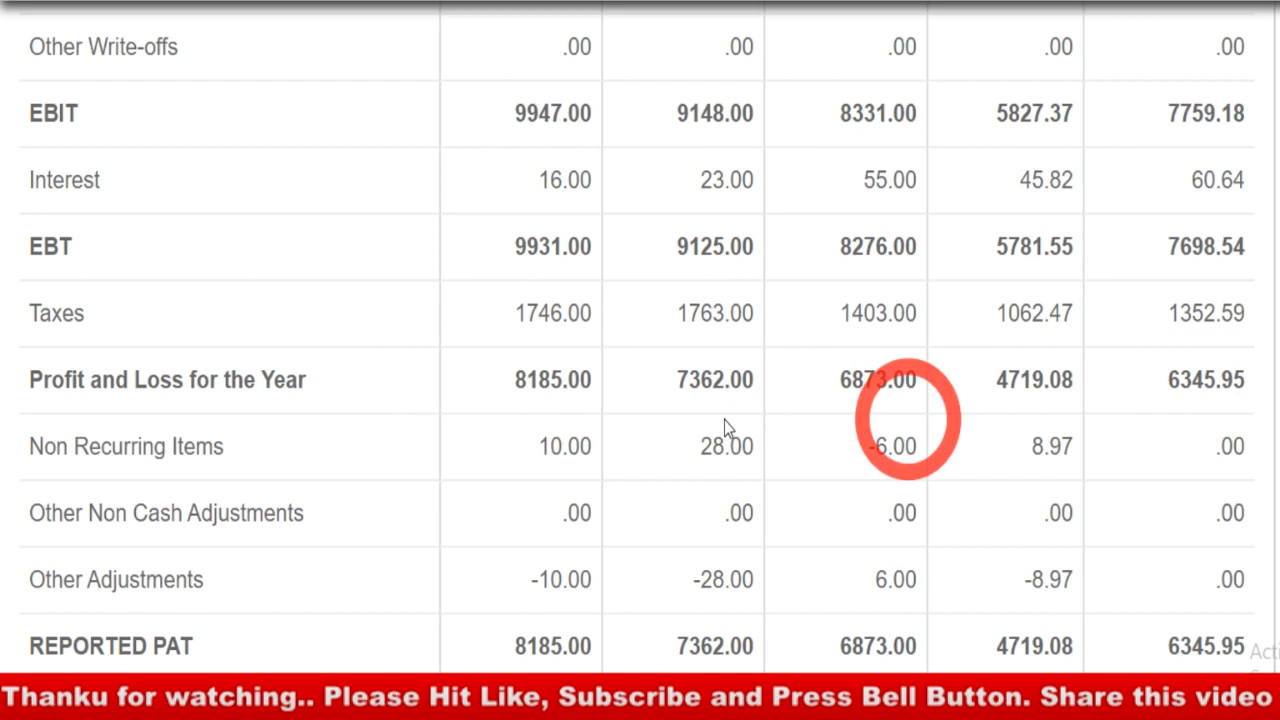 Other Write-offs .00 .00 .00 .00 .00
EBIT 9947.00 9148.00 8331.00 5827.37 7759.18
Interest 16.00 23.00 55.00 45.82 60.64
EBT 9931.00 9125.00 8276.00 5781.55 7698.54
Taxes 1746.00 1763.00 1403.00 1062.47 1352.59
Profit and Loss for the Year 8185.00 7362.00 6873.00 4719.08 6345.95
Non Recurring Items 10.00 28.00 -6.00 8.97 .00
Other Non Cash Adjustments .00 .00 .00 .00 .00
Other Adjustments -10.00 -28.00 6.00 -8.97 .00
REPORTED PAT 8185.00 7362.00 6873.00 4719.08 6345.95
Thanku for watching.. Please Hit Like, Subscribe and Press Bell Button. Share this video